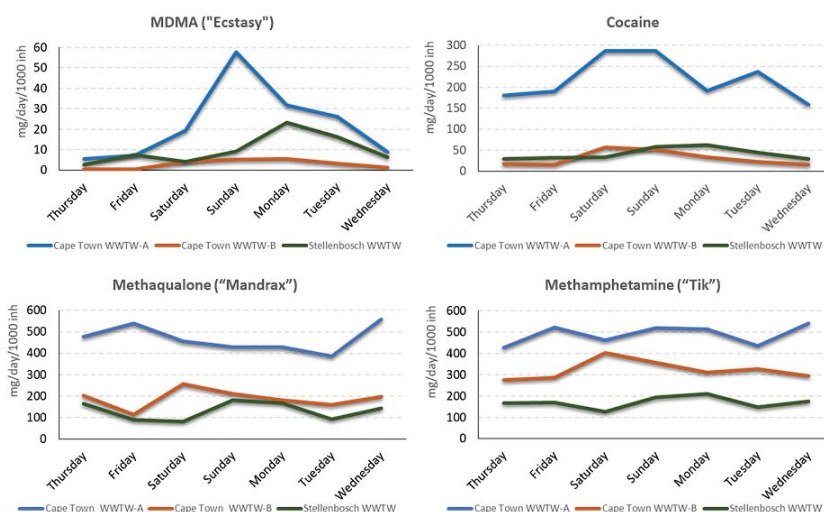 MDMA ("Ecstasy")
mg/day/1000 inh
60
50
40
30
20
10
0
Thursday
Friday
Saturday
Sunday
Monday
Tuesday
Wednesday
Cape Town WWTW-A Cape Town WWTW-B Stellenbosch WWTW
Cocaine
mg/day/1000 inh
300
250
200
150
100
50
0
Thursday
Friday
Saturday
Sunday
Monday
Tuesday
Wednesday
Cape Town WWTW-A Cape Town WWTW-B Stellenbosch WWTW
Methaqualone (“Mandrax”)
mg/day/1000 inh
600
500
400
300
200
100
0
Thursday
Friday
Saturday
Sunday
Monday
Tuesday
Wednesday
Cape Town WWTW-A Cape Town WWTW-B Stellenbosch WWTW
Methamphetamine (“Tik”)
600
500
400
300
200
100
0
Thursday
Friday
Saturday
Sunday
Monday
Tuesday
Wednesday
Cape Town WWTW-A Cape Town WWTW-B Stellenbosch WWTW